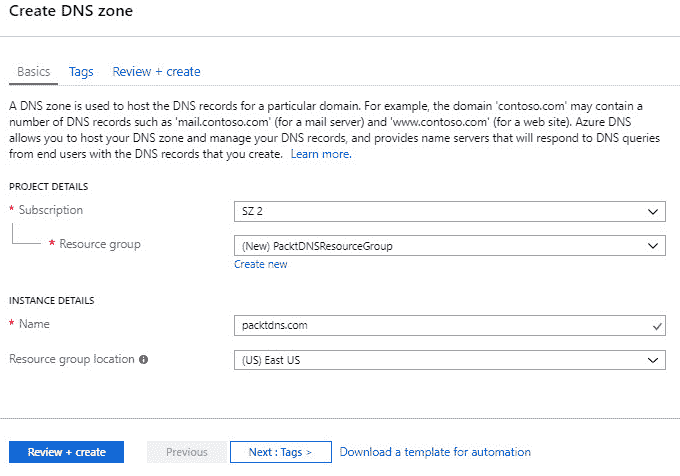 Create DNS zone
Basics Tags Review + create
A DNS zone is used to host the DNS records for a particular domain. For example, the domain 'contoso.com' may contain a
number of DNS records such as 'mail.contoso.com' (for a mail server) and 'www.contoso.com' (for a web site). Azure DNS
allows you to host your DNS zone and manage your DNS records, and provides name servers that will respond to DNS queries
from end users with the DNS records that you create. Learn more.
PROJECT DETAILS
* Subscription SZ 2
* Resource group (New) PacktDNSResourceGroup
Create new
INSTANCE DETAILS
* Name packtdns.com
Resource group location (US) East US
Review + create Previous Next : Tags > Download a template for automation